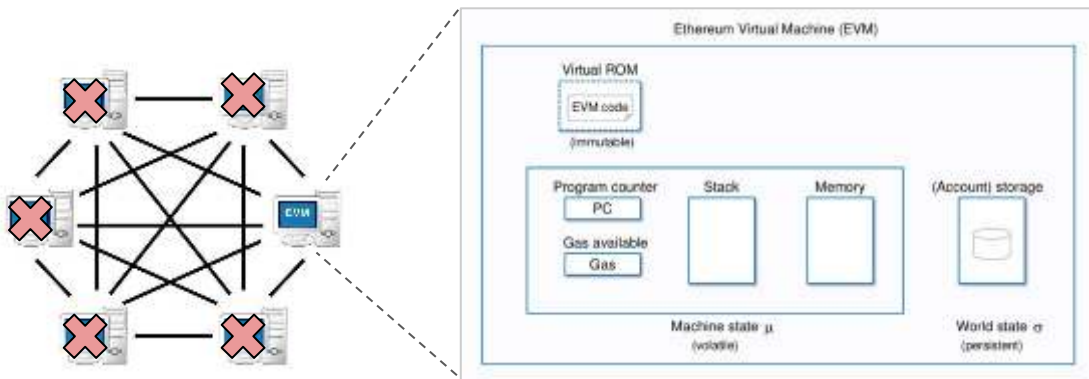 EVM
Ethereum Virtual Machine (EVM)
Virtual ROM
EVM code
(immutable)
Program counter
Stack
Memory
(Account) storage
PC
Gas available
Gas
Machine state μ
World state σ
(volatile)
(persistent)